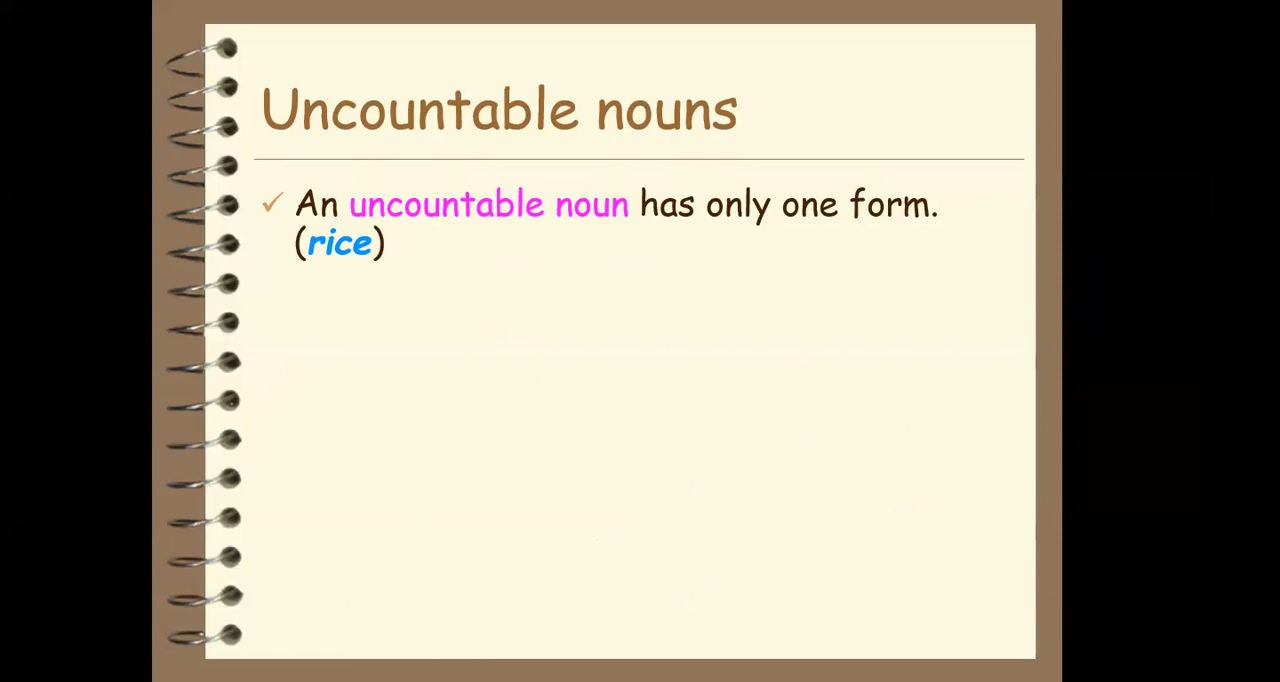 Uncountable nouns
✓ An uncountable noun has only one form.
(rice)